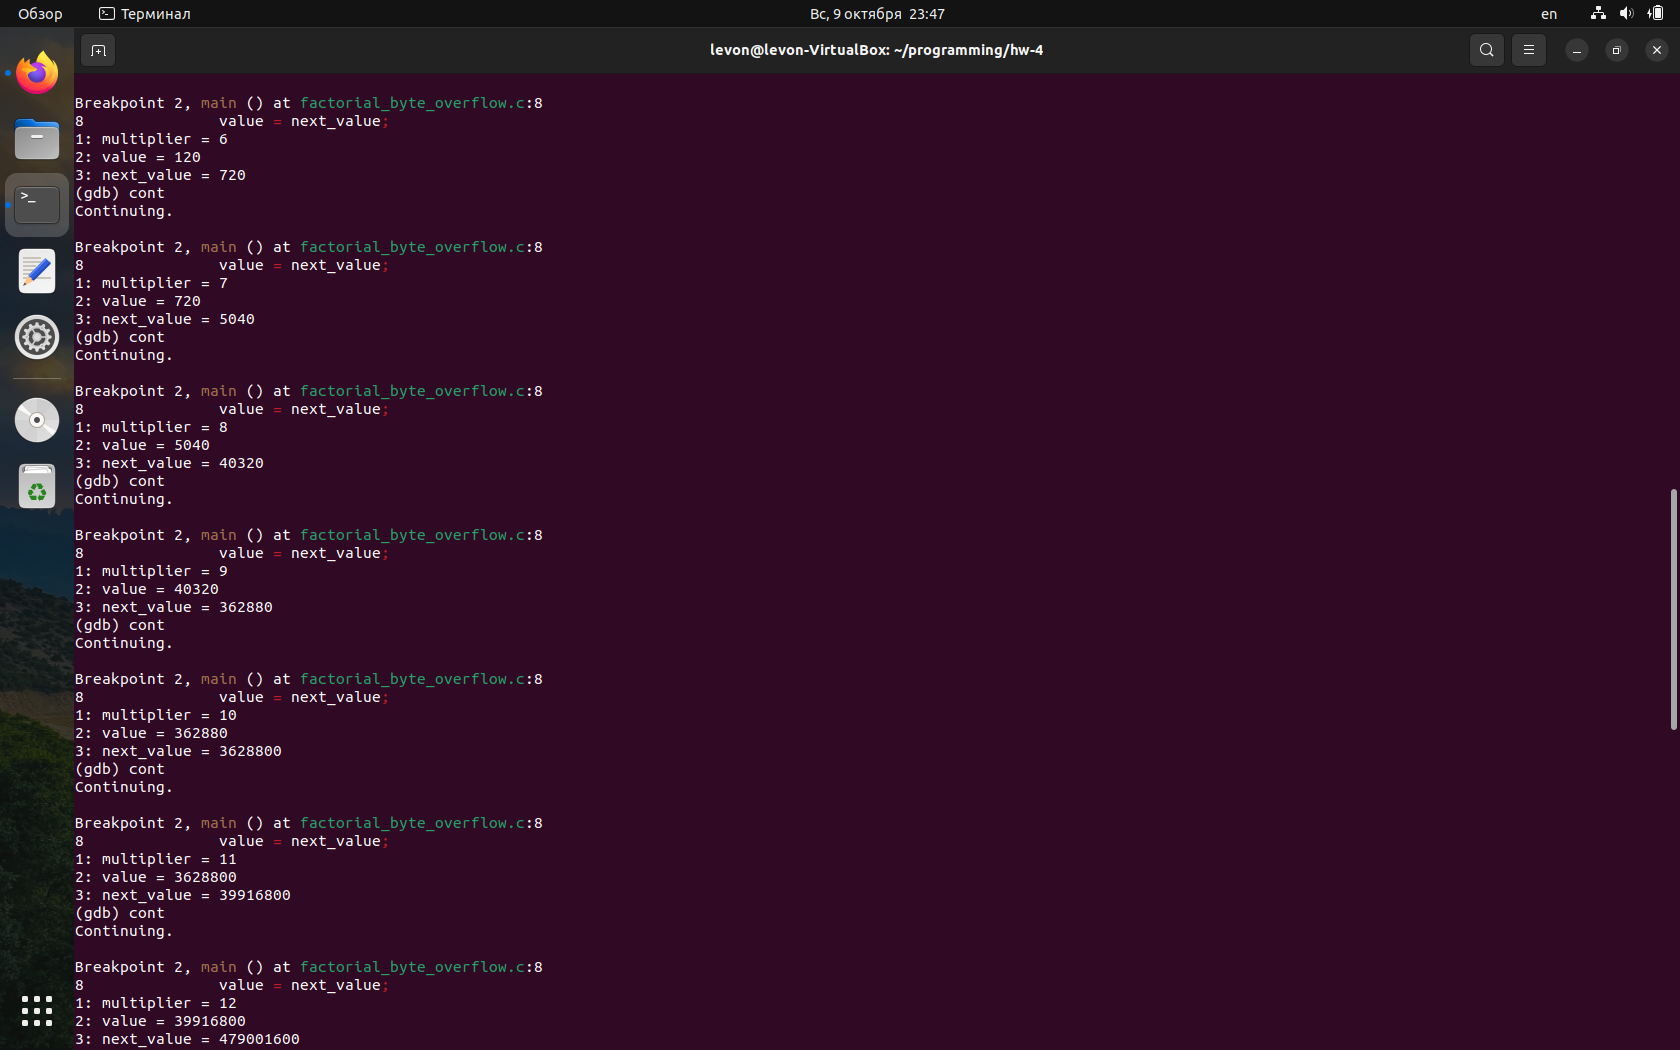 Обзор Терминал Вс, 9 октября 23:47 en
levon@levon-VirtualBox: ~/programming/hw-4
Breakpoint 2, main () at factorial_byte_overflow.c:8
8 value = next_value;
1: multiplier = 6
2: value = 120
3: next_value = 720
(gdb) cont
Continuing.
Breakpoint 2, main () at factorial_byte_overflow.c:8
8 value = next_value;
1: multiplier = 7
2: value = 720
3: next_value = 5040
(gdb) cont
Continuing.
Breakpoint 2, main () at factorial_byte_overflow.c:8
8 value = next_value;
1: multiplier = 8
2: value = 5040
3: next_value = 40320
(gdb) cont
Continuing.
Breakpoint 2, main () at factorial_byte_overflow.c:8
8 value = next_value;
1: multiplier = 9
2: value = 40320
3: next_value = 362880
(gdb) cont
Continuing.
Breakpoint 2, main () at factorial_byte_overflow.c:8
8 value = next_value;
1: multiplier = 10
2: value = 362880
3: next_value = 3628800
(gdb) cont
Continuing.
Breakpoint 2, main () at factorial_byte_overflow.c:8
8 value = next_value;
1: multiplier = 11
2: value = 3628800
3: next_value = 39916800
(gdb) cont
Continuing.
Breakpoint 2, main () at factorial_byte_overflow.c:8
8 value = next_value;
1: multiplier = 12
2: value = 39916800
3: next_value = 479001600